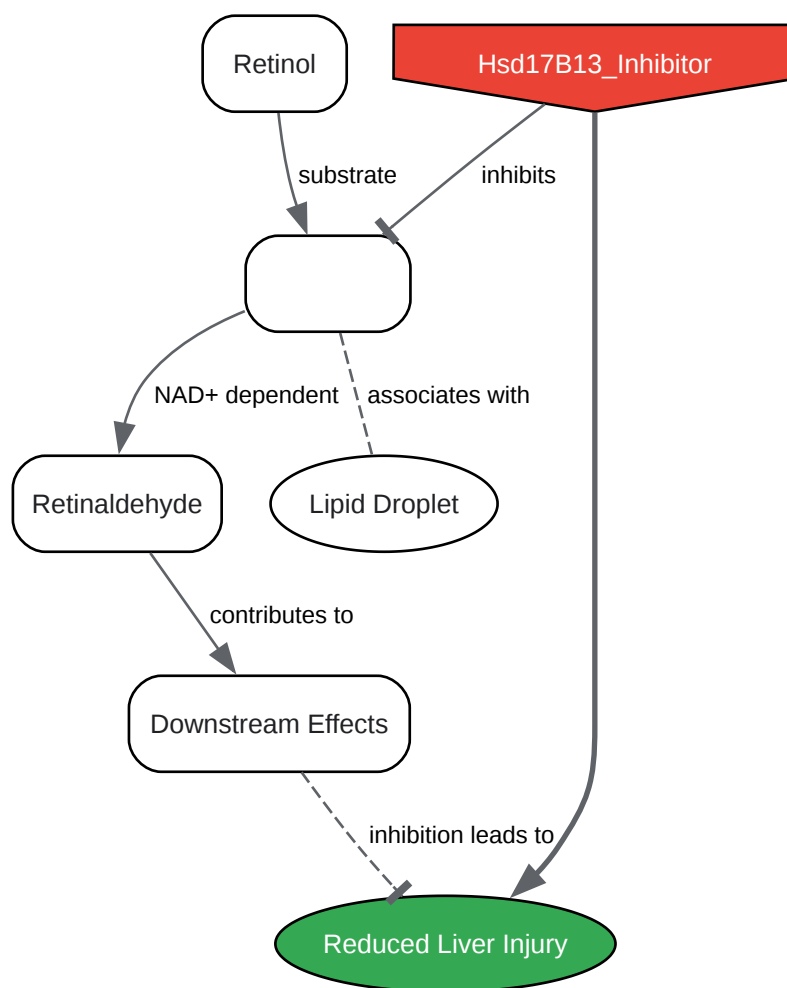 Retinol
Hsd17B13_Inhibitor
substrate
inhibits
NAD+ dependent
associates with
Retinaldehyde
Lipid Droplet
contributes to
Downstream Effects
inhibition leads to
Reduced Liver Injury